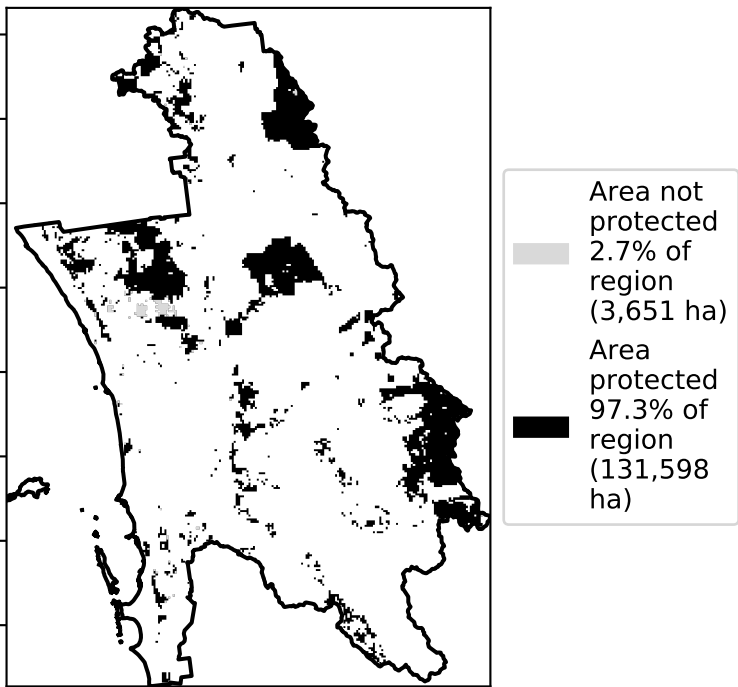 Area not
protected
2.7% of
region
(3,651 ha)
Area
protected
97.3% of
region
(131,598
ha)